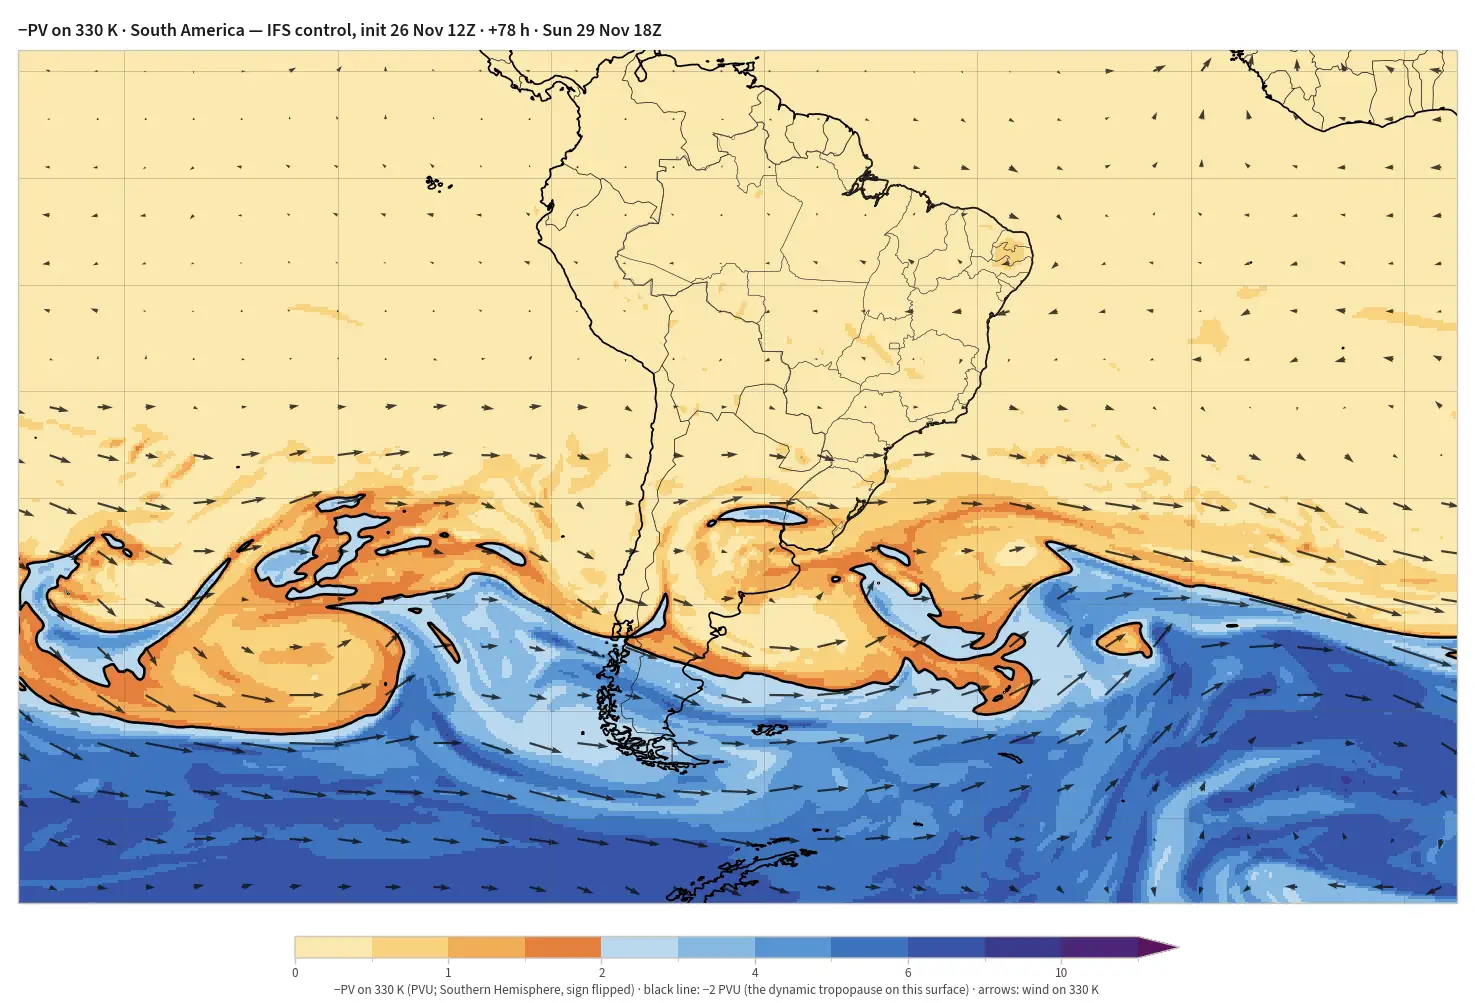 −PV on 330 K · South America — IFS control, init 26 Nov 12Z · +78 h · Sun 29 Nov 18Z
0 1 2 4 6 10
−PV on 330 K (PVU; Southern Hemisphere, sign flipped) · black line: −2 PVU (the dynamic tropopause on this surface) · arrows: wind on 330 K